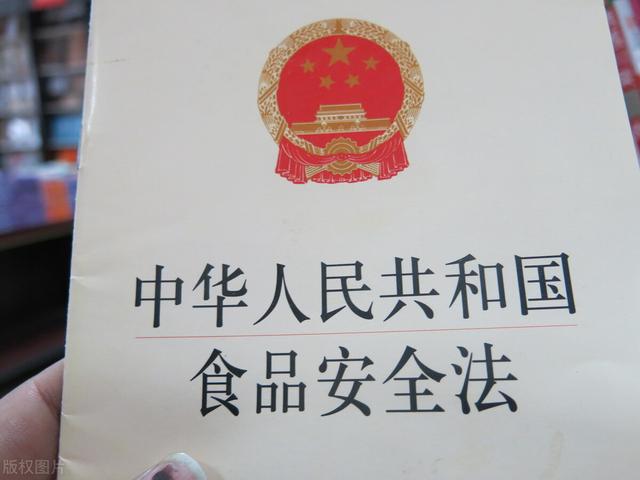 中华人民共和国
食品安全法
版权图片